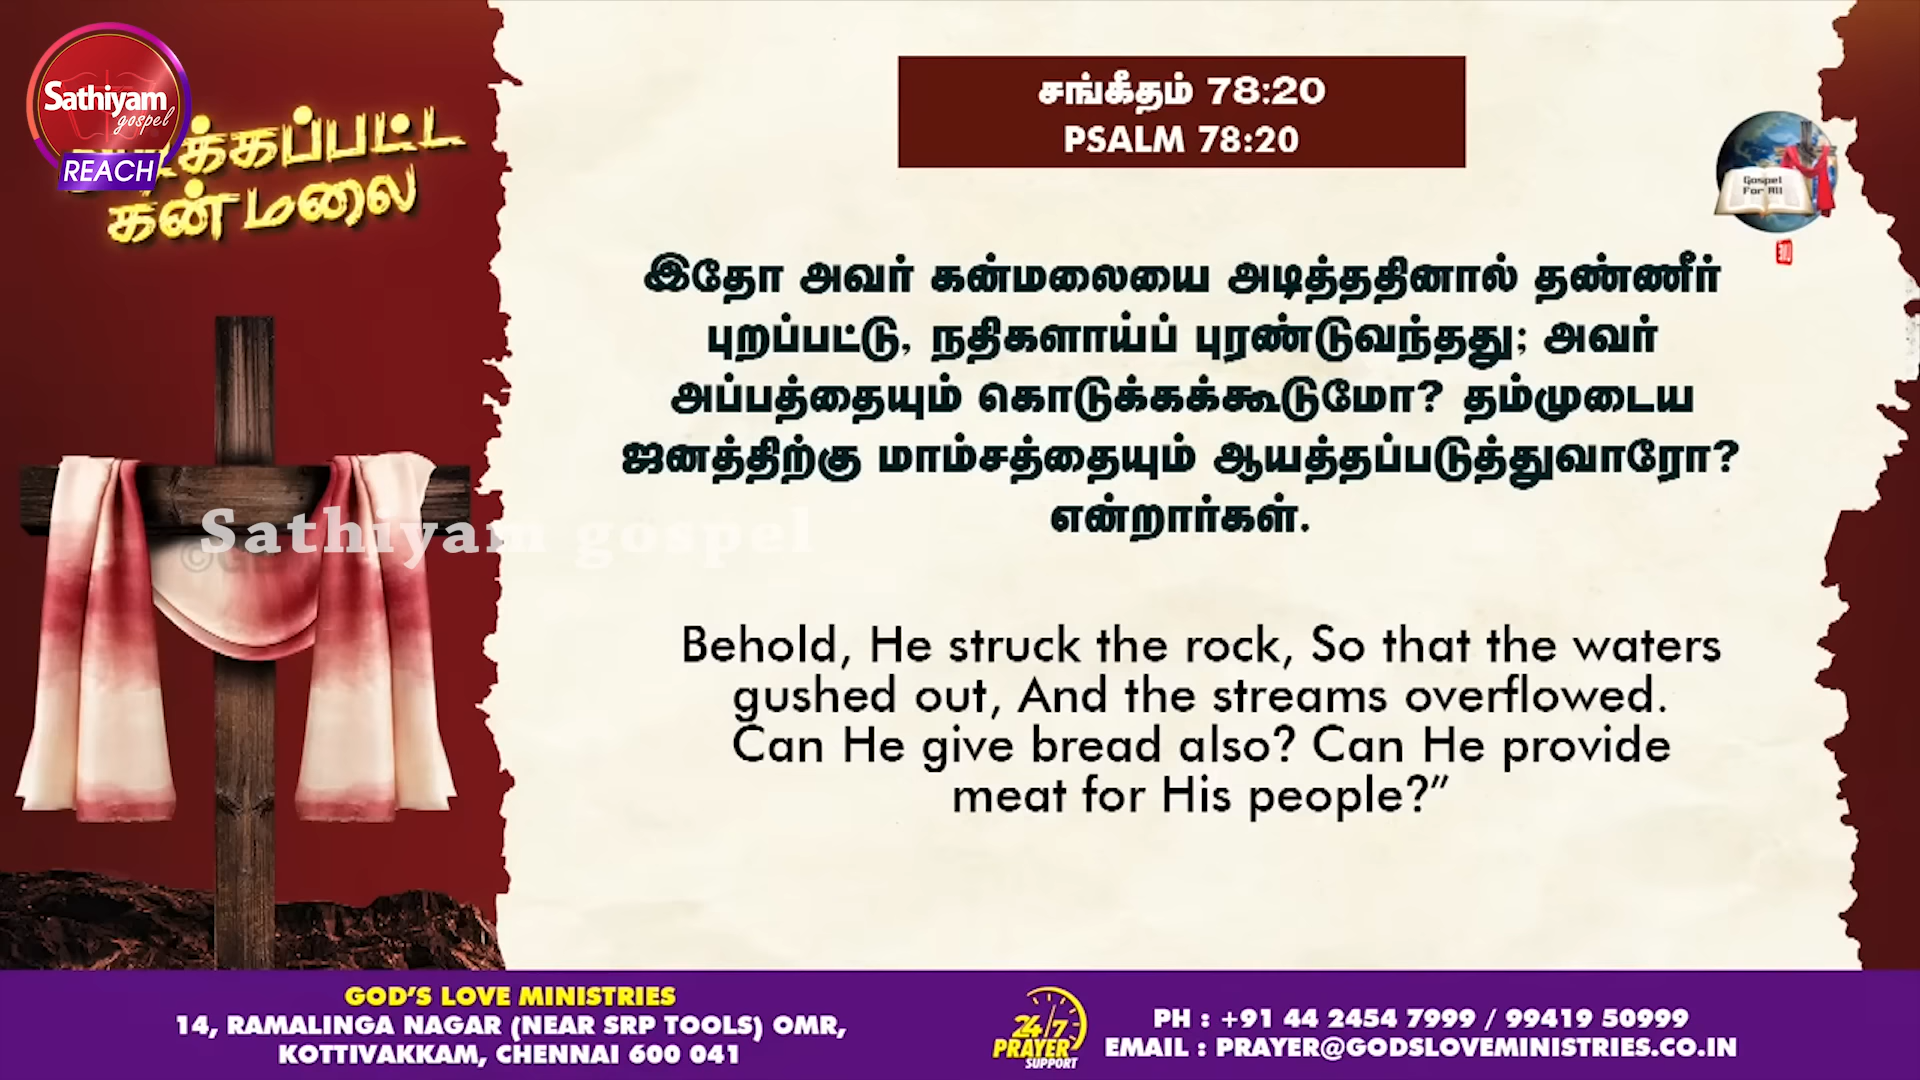 Sathiyam
gospel
REACH
கன்மலை
சங்கீதம் 78:20
PSALM 78:20
Gospel
For All
இதோ அவர் கன்மலையை அடித்ததினால் தண்ணீர்
புறப்பட்டு, நதிகளாய்ப் புரண்டுவந்தது; அவர்
அப்பத்தையும் கொடுக்கக்கூடுமோ? தம்முடைய
ஜனத்திற்கு மாம்சத்தையும் ஆயத்தப்படுத்துவாரோ?
என்றார்கள்.
Sathiyam gospel
Behold, He struck the rock, So that the waters
gushed out, And the streams overflowed.
Can He give bread also? Can He provide
meat for His people?”
GOD’S LOVE MINISTRIES
14, RAMALINGA NAGAR (NEAR SRP TOOLS) OMR,
KOTTIVAKKAM, CHENNAI 600 041
24/7
PRAYER
SUPPORT
PH : +91 44 2454 7999 / 99419 50999
EMAIL : PRAYER@GODSLOVEMINISTRIES.CO.IN